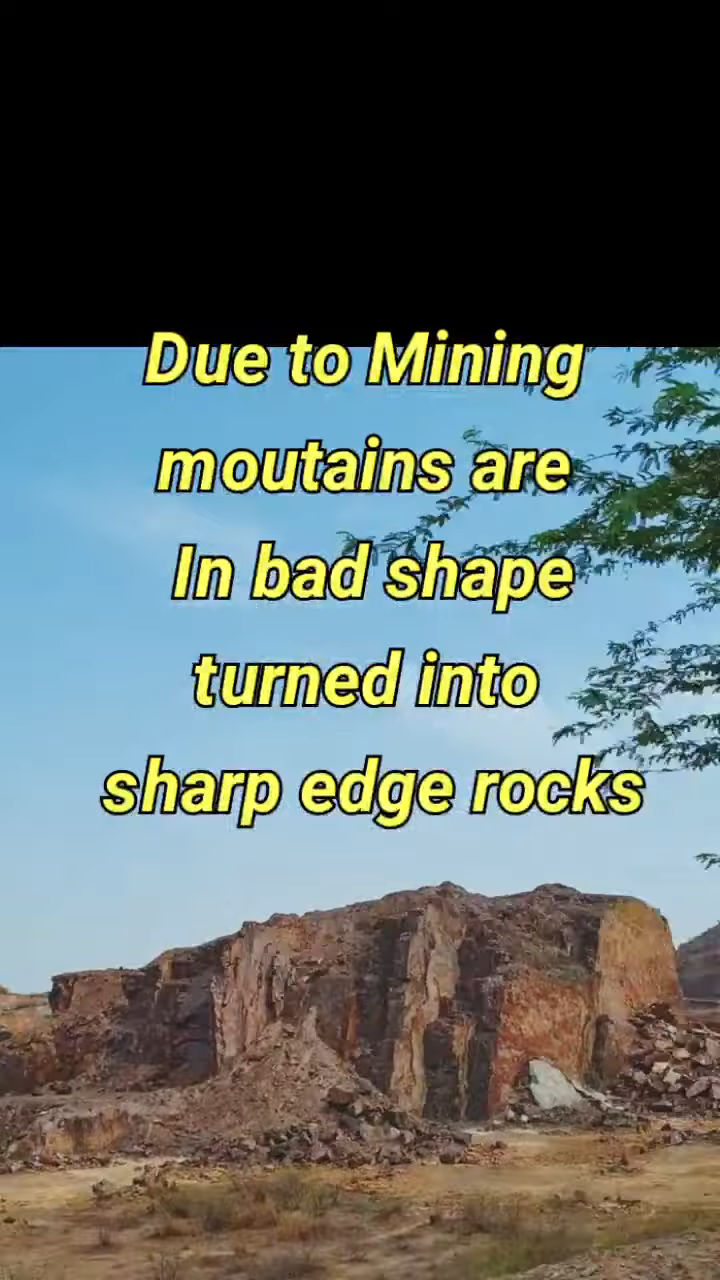 Due to Mining
moutains are
In bad shape
turned into
sharp edge rocks